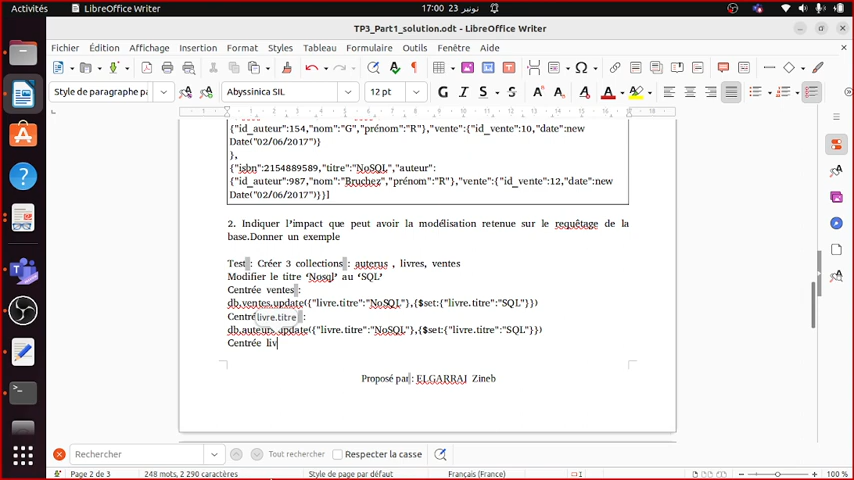 Activités
LibreOffice Writer
17:00 23 نونبر
TP3_Part1_solution.odt - LibreOffice Writer
Fichier Édition Affichage Insertion Format Styles Tableau Formulaire Outils Fenêtre Aide
Style de paragraphe pa Abyssinica SIL 12 pt
{"id_auteur":154,"nom":"G","prénom":"R"},"vente":{"id_vente":10,"date":new
Date("02/06/2017")}
},
{"isbn":2154889589,"titre":"NoSQL","auteur":
{"id_auteur":987,"nom":"Bruchez","prénom":"R"},"vente":{"id_vente":12,"date":new
Date("02/06/2017")}}]
2. Indiquer l'impact que peut avoir la modélisation retenue sur le requêtage de la
base.Donner un exemple
Test : Créer 3 collections : auterus , livres, ventes
Modifier le titre 'Nosql' au 'SQL'
Centrée ventes :
db.ventes.update({"livre.titre":"NoSQL"},{$set:{"livre.titre":"SQL"}})
Centré livre.titre :
db.auteurs.update({"livre.titre":"NoSQL"},{$set:{"livre.titre":"SQL"}})
Centrée liv
Proposé par : ELGARRAJ Zineb
Rechercher Tout rechercher Respecter la casse
Page 2 de 3 248 mots, 2 290 caractères Style de page par défaut Français (France) 100 %